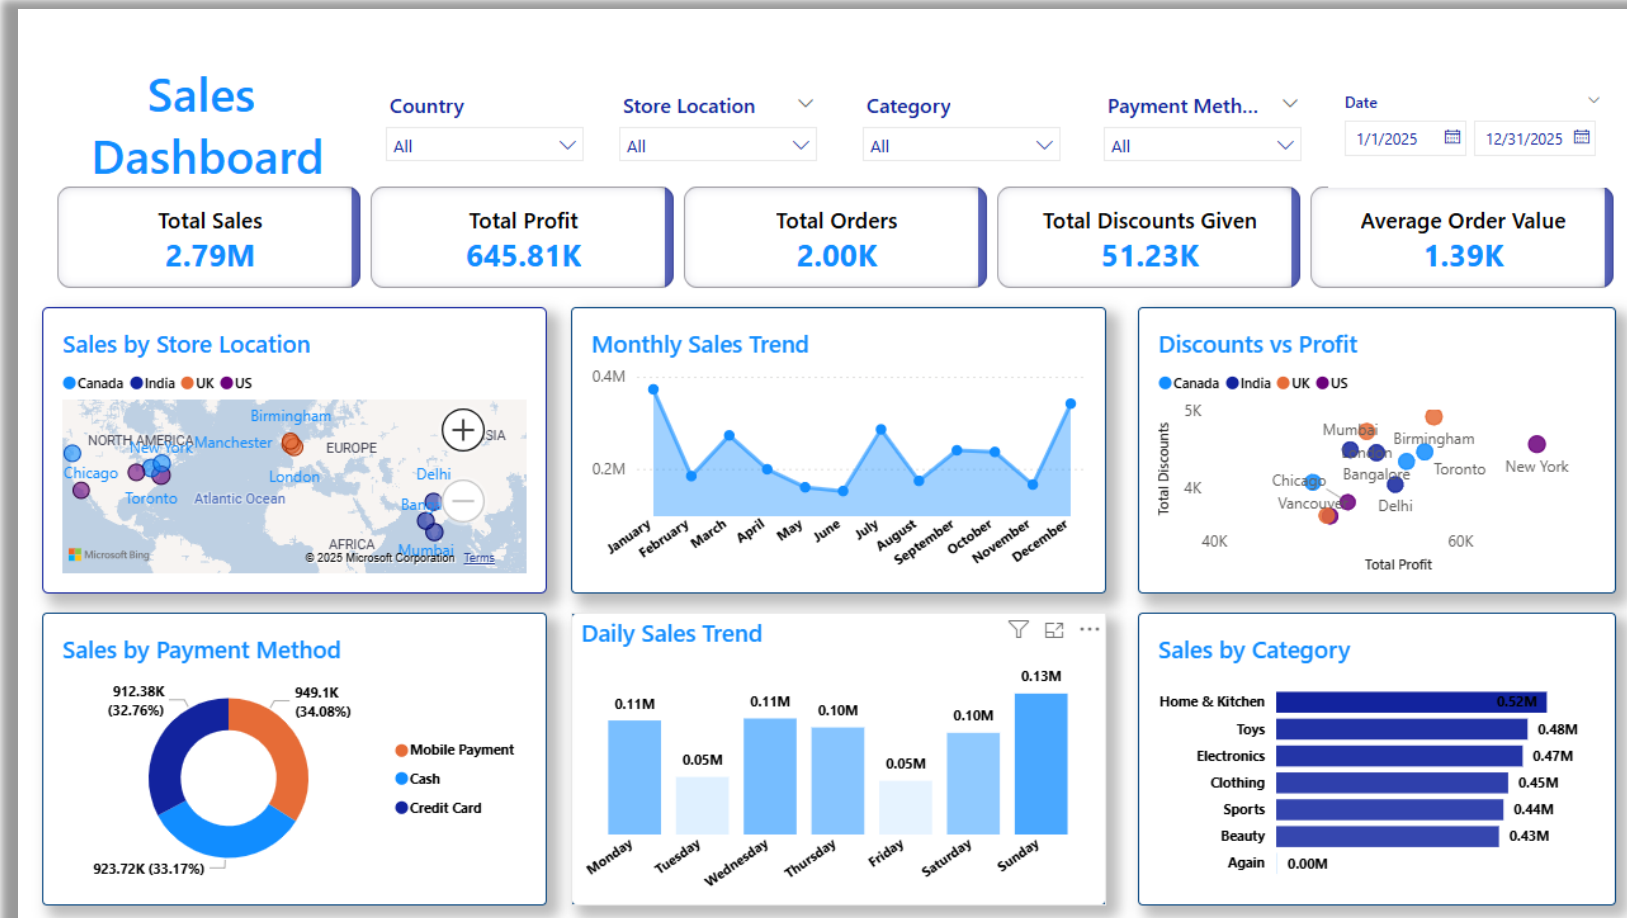 Sales
Dashboard
Country
All
Store Location
All
Category
All
Payment Meth...
All
Date
1/1/2025
12/31/2025
Total Sales
2.79M
Total Profit
645.81K
Total Orders
2.00K
Total Discounts Given
51.23K
Average Order Value
1.39K
Sales by Store Location
Canada India UK US
Birmingham
NORTH AMERICA
New York
Manchester
EUROPE
SIA
Chicago
London
Delhi
Toronto
Atlantic Ocean
AFRICA
Mumbai
Microsoft Bing
© 2025 Microsoft Corporation Terms
Monthly Sales Trend
0.4M
0.2M
January
February
March
April
May
June
July
August
September
October
November
December
Discounts vs Profit
Canada India UK US
5K
4K
Total Discounts
Mumbai
Birmingham
London
Bangalore
Toronto
New York
Chicago
Vancouver
Delhi
40K
60K
Total Profit
Sales by Payment Method
912.38K
(32.76%)
949.1K
(34.08%)
923.72K (33.17%)
Mobile Payment
Cash
Credit Card
Daily Sales Trend
0.11M
0.05M
0.11M
0.10M
0.05M
0.10M
0.13M
Monday
Tuesday
Wednesday
Thursday
Friday
Saturday
Sunday
Sales by Category
Home & Kitchen 0.52M
Toys 0.48M
Electronics 0.47M
Clothing 0.45M
Sports 0.44M
Beauty 0.43M
Again 0.00M